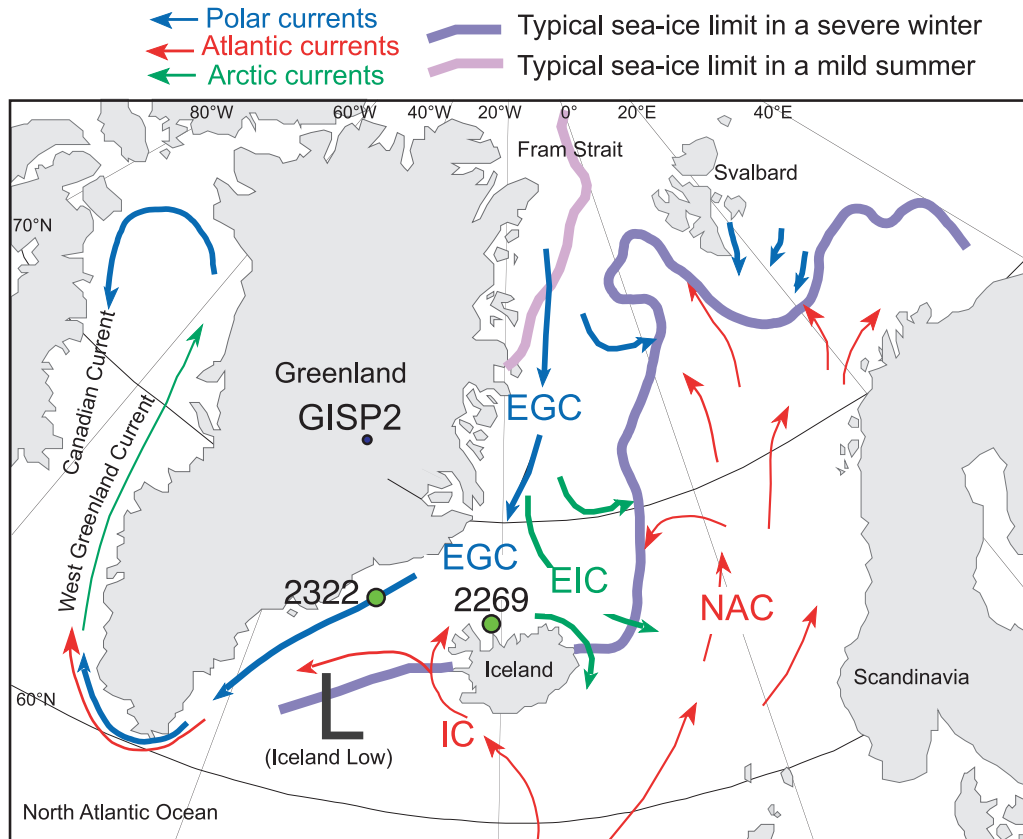 Polar currents
Atlantic currents
Arctic currents
Typical sea-ice limit in a severe winter
Typical sea-ice limit in a mild summer
80°W
60°W
40°W
20°W
0°
20°E
40°E
Fram Strait
Svalbard
70°N
Canadian Current
West Greenland Current
Greenland
GISP2
EGC
EGC
EIC
2322
2269
NAC
Iceland
Scandinavia
60°N
L
(Iceland Low)
IC
North Atlantic Ocean